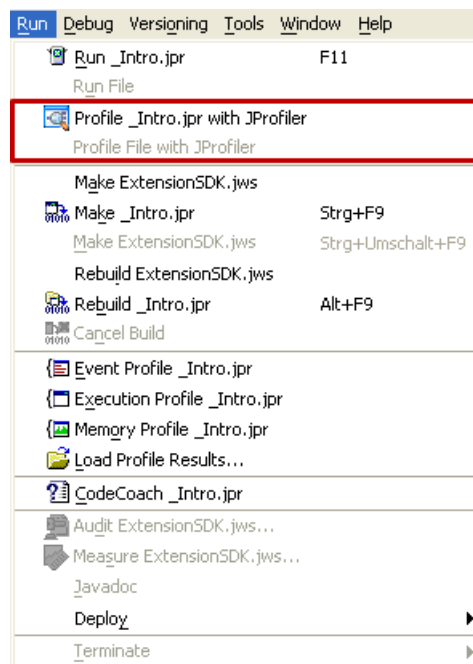 Run Debug Versioning Tools Window Help
Run _Intro.jpr F11
Run File
Profile _Intro.jpr with JProfiler
Profile File with JProfiler
Make ExtensionSDK.jws
Make _Intro.jpr Strg+F9
Make ExtensionSDK.jws Strg+Umschalt+F9
Rebuild ExtensionSDK.jws
Rebuild _Intro.jpr Alt+F9
Cancel Build
Event Profile _Intro.jpr
Execution Profile _Intro.jpr
Memory Profile _Intro.jpr
Load Profile Results...
CodeCoach _Intro.jpr
Audit ExtensionSDK.jws...
Measure ExtensionSDK.jws...
Javadoc
Deploy
Terminate